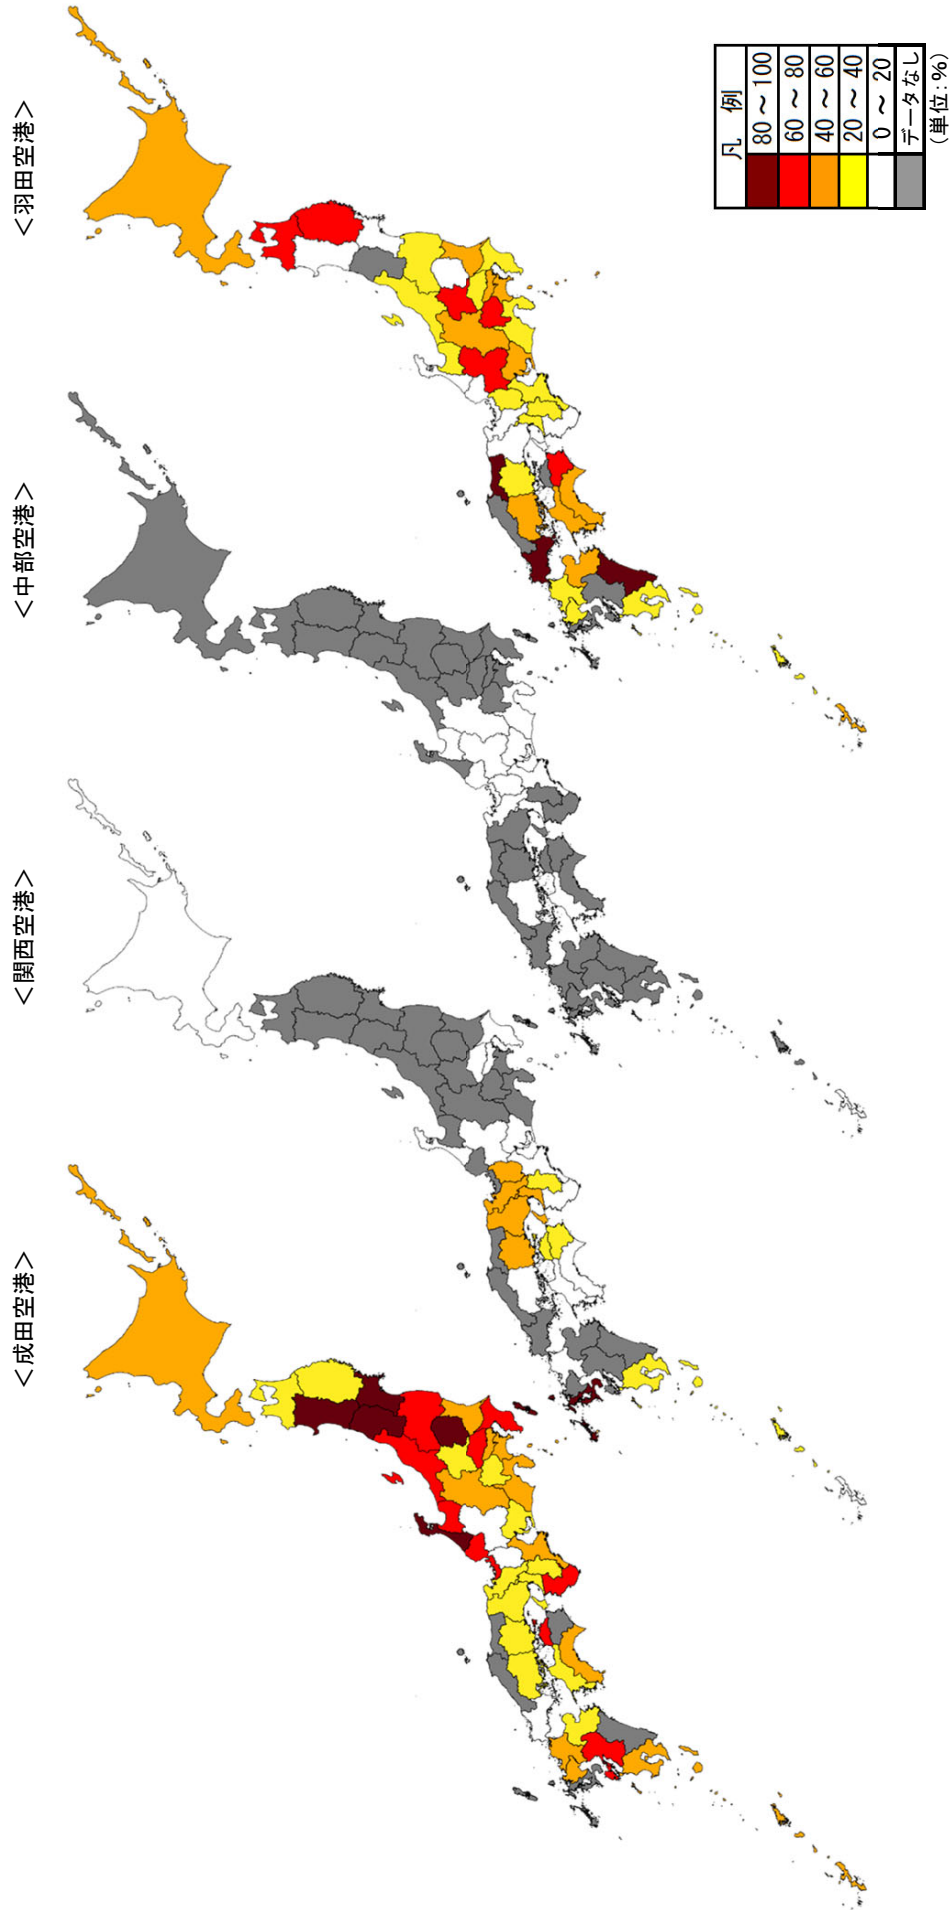 ＜成田空港＞
＜関西空港＞
＜中部空港＞
＜羽田空港＞
凡　例
80 ～ 100
60 ～ 80
40 ～ 60
20 ～ 40
0 ～ 20
データなし
(単位：%)